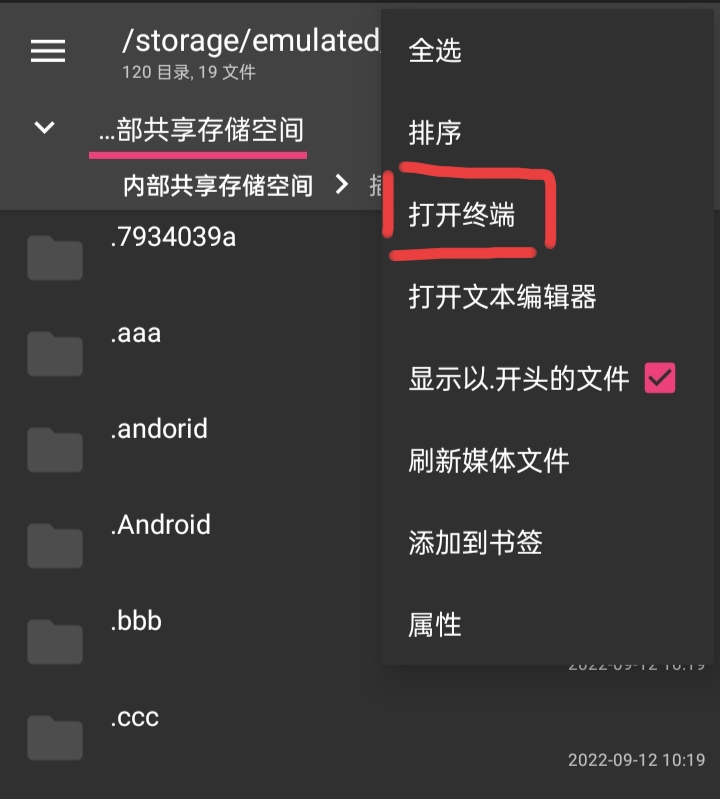 /storage/emulated/
120 目录, 19 文件
...部共享存储空间
内部共享存储空间
.7934039a
.aaa
.andorid
.Android
.bbb
.ccc
全选
排序
打开终端
打开文本编辑器
显示以.开头的文件
刷新媒体文件
添加到书签
属性
2022-09-12 10:19
2022-09-12 10:19